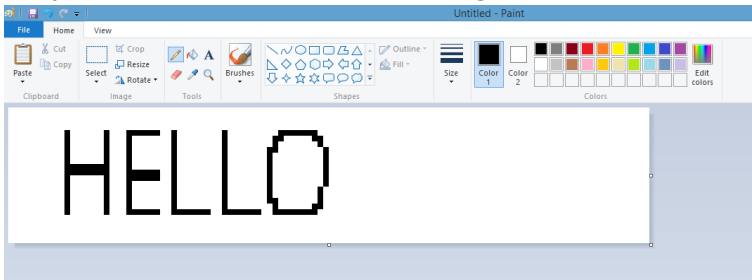 Untitled - Paint
File Home View
Paste
Cut
Copy
Clipboard
Select
Crop
Resize
Rotate
Image
A
Tools
Brushes
Outline
Fill
Shapes
Size
Color 1
Color 2
Edit colors
Colors
HELLO